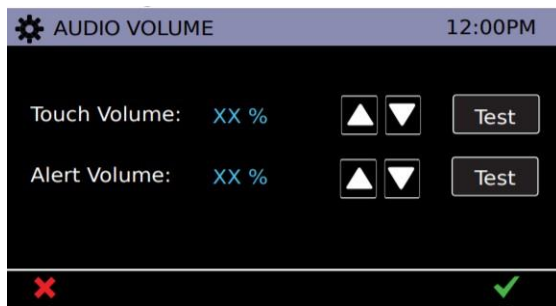 AUDIO VOLUME 12:00PM
Touch Volume: XX % Test
Alert Volume: XX % Test